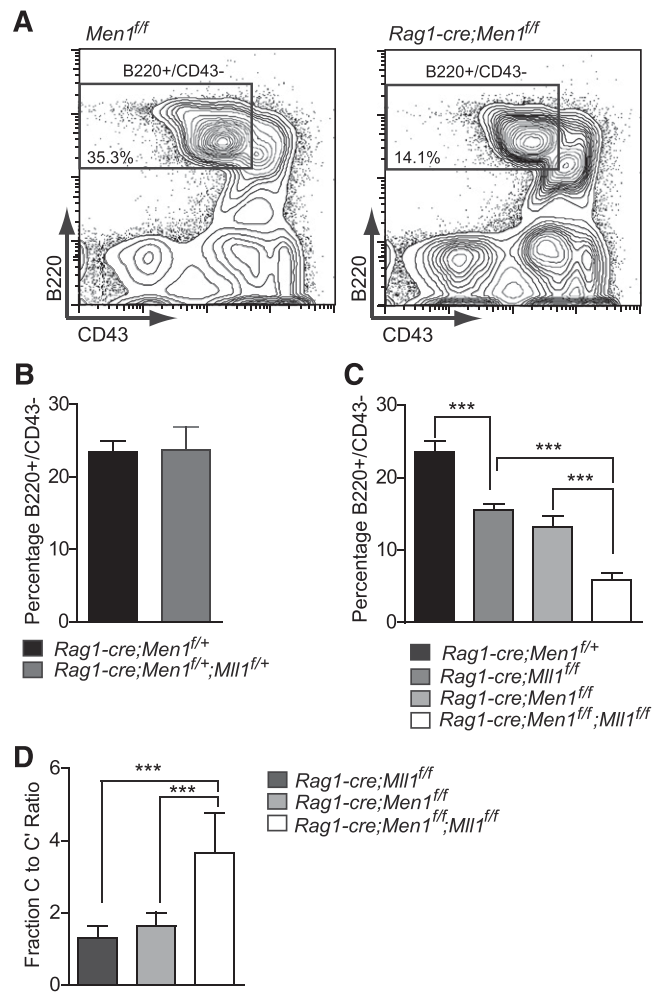 A
Men1f/f
Rag1-cre;Men1f/f
B220+/CD43-
B220+/CD43-
35.3%
14.1%
B220
B220
CD43
CD43
B
C
Percentage B220+/CD43-
30
20
10
0
Rag1-cre;Men1f/+
Rag1-cre;Men1f/+;Mll1f/+
Percentage B220+/CD43-
30
20
10
0
***
***
***
Rag1-cre;Men1f/+
Rag1-cre;Mll1f/f
Rag1-cre;Men1f/f
Rag1-cre;Men1f/f;Mll1f/f
D
Fraction C to C' Ratio
6
4
2
0
***
***
Rag1-cre;Mll1f/f
Rag1-cre;Men1f/f
Rag1-cre;Men1f/f;Mll1f/f